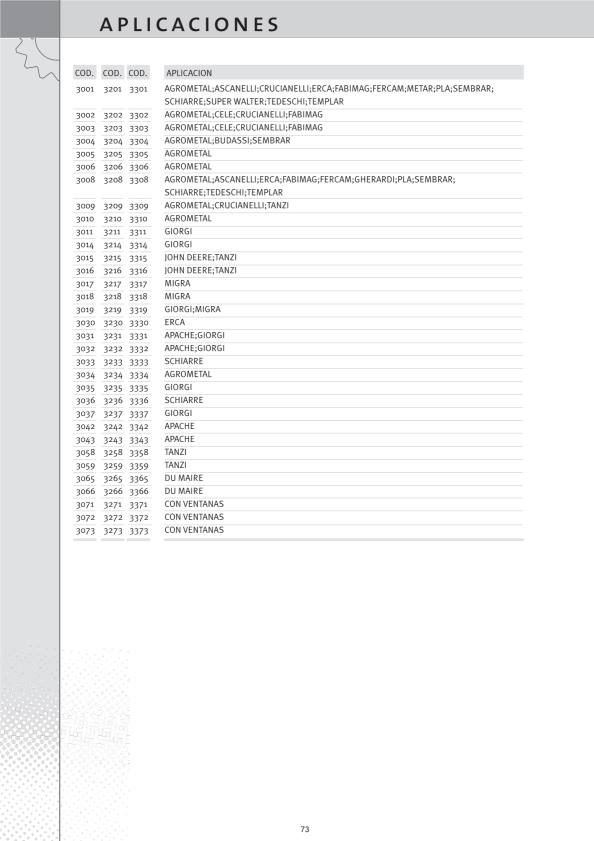 APLICACIONES
COD. COD. COD. APLICACION
3001 3201 3301 AGROMETAL;ASCANELLI;CRUCIANELLI;ERCA;FABIMAG;FERCAM;METAR;PLA;SEMBRAR;
SCHIARRE;SUPER WALTER;TEDESCHI;TEMPLAR
3002 3202 3302 AGROMETAL;CELE;CRUCIANELLI;FABIMAG
3003 3203 3303 AGROMETAL;CELE;CRUCIANELLI;FABIMAG
3004 3204 3304 AGROMETAL;BUDASSI;SEMBRAR
3005 3205 3305 AGROMETAL
3006 3206 3306 AGROMETAL
3008 3208 3308 AGROMETAL;ASCANELLI;ERCA;FABIMAG;FERCAM;GHERARDI;PLA;SEMBRAR;
SCHIARRE;TEDESCHI;TEMPLAR
3009 3209 3309 AGROMETAL;CRUCIANELLI;TANZI
3010 3210 3310 AGROMETAL
3011 3211 3311 GIORGI
3014 3214 3314 GIORGI
3015 3215 3315 JOHN DEERE;TANZI
3016 3216 3316 JOHN DEERE;TANZI
3017 3217 3317 MIGRA
3018 3218 3318 MIGRA
3019 3219 3319 GIORGI;MIGRA
3030 3230 3330 ERCA
3031 3231 3331 APACHE;GIORGI
3032 3232 3332 APACHE;GIORGI
3033 3233 3333 SCHIARRE
3034 3234 3334 AGROMETAL
3035 3235 3335 GIORGI
3036 3236 3336 SCHIARRE
3037 3237 3337 GIORGI
3042 3242 3342 APACHE
3043 3243 3343 APACHE
3058 3258 3358 TANZI
3059 3259 3359 TANZI
3065 3265 3365 DU MAIRE
3066 3266 3366 DU MAIRE
3071 3271 3371 CON VENTANAS
3072 3272 3372 CON VENTANAS
3073 3273 3373 CON VENTANAS
73